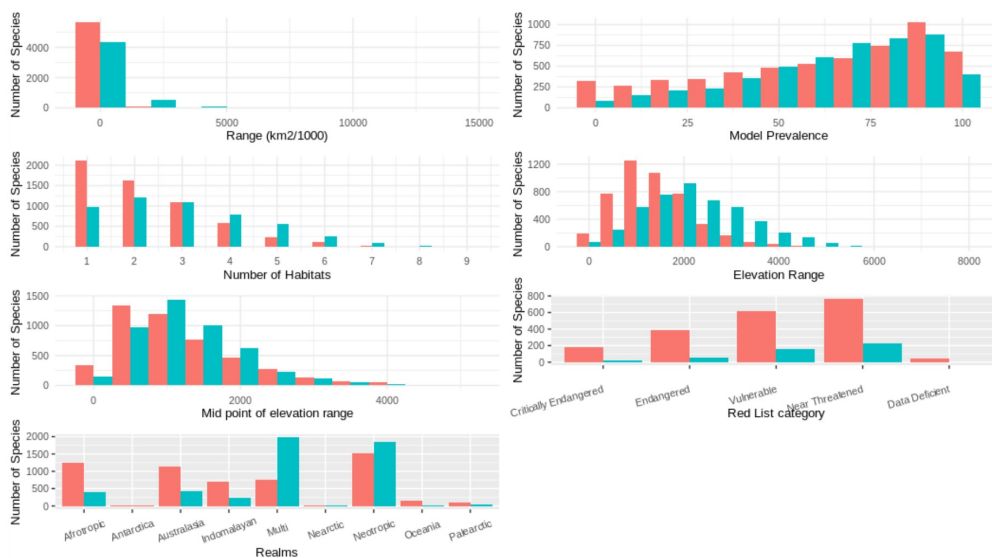 Number of Species
4000
2000
0
0
5000
10000
15000
Range (km2/1000)
Number of Species
1000
750
500
250
0
0
25
50
75
100
Model Prevalence
Number of Species
2000
1500
1000
500
0
1
2
3
4
5
6
7
8
9
Number of Habitats
Number of Species
1200
800
400
0
0
2000
4000
6000
8000
Elevation Range
Number of Species
1500
1000
500
0
0
2000
4000
Mid point of elevation range
Number of Species
800
600
400
200
0
Critically Endangered
Endangered
Vulnerable
Near Threatened
Data Deficient
Red List category
Number of Species
2000
1500
1000
500
0
Afrotropic
Antarctica
Australasia
Indomalayan
Multi
Nearctic
Neotropic
Oceania
Palearctic
Realms